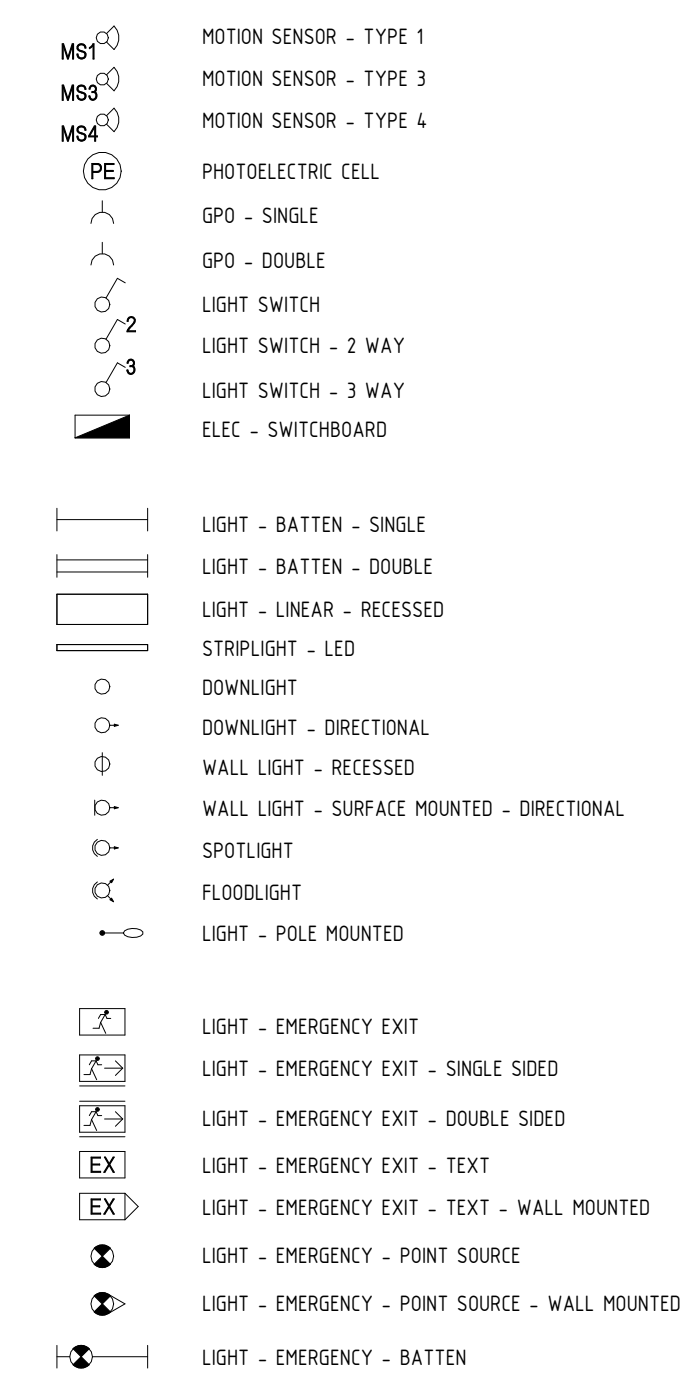 MS1 MOTION SENSOR - TYPE 1
MS3 MOTION SENSOR - TYPE 3
MS4 MOTION SENSOR - TYPE 4
PE PHOTOELECTRIC CELL
GPO - SINGLE
GPO - DOUBLE
LIGHT SWITCH
2 LIGHT SWITCH - 2 WAY
3 LIGHT SWITCH - 3 WAY
ELEC - SWITCHBOARD
LIGHT - BATTEN - SINGLE
LIGHT - BATTEN - DOUBLE
LIGHT - LINEAR - RECESSED
STRIPLIGHT - LED
DOWNLIGHT
DOWNLIGHT - DIRECTIONAL
WALL LIGHT - RECESSED
WALL LIGHT - SURFACE MOUNTED - DIRECTIONAL
SPOTLIGHT
FLOODLIGHT
LIGHT - POLE MOUNTED
LIGHT - EMERGENCY EXIT
LIGHT - EMERGENCY EXIT - SINGLE SIDED
LIGHT - EMERGENCY EXIT - DOUBLE SIDED
EX LIGHT - EMERGENCY EXIT - TEXT
EX LIGHT - EMERGENCY EXIT - TEXT - WALL MOUNTED
LIGHT - EMERGENCY - POINT SOURCE
LIGHT - EMERGENCY - POINT SOURCE - WALL MOUNTED
LIGHT - EMERGENCY - BATTEN